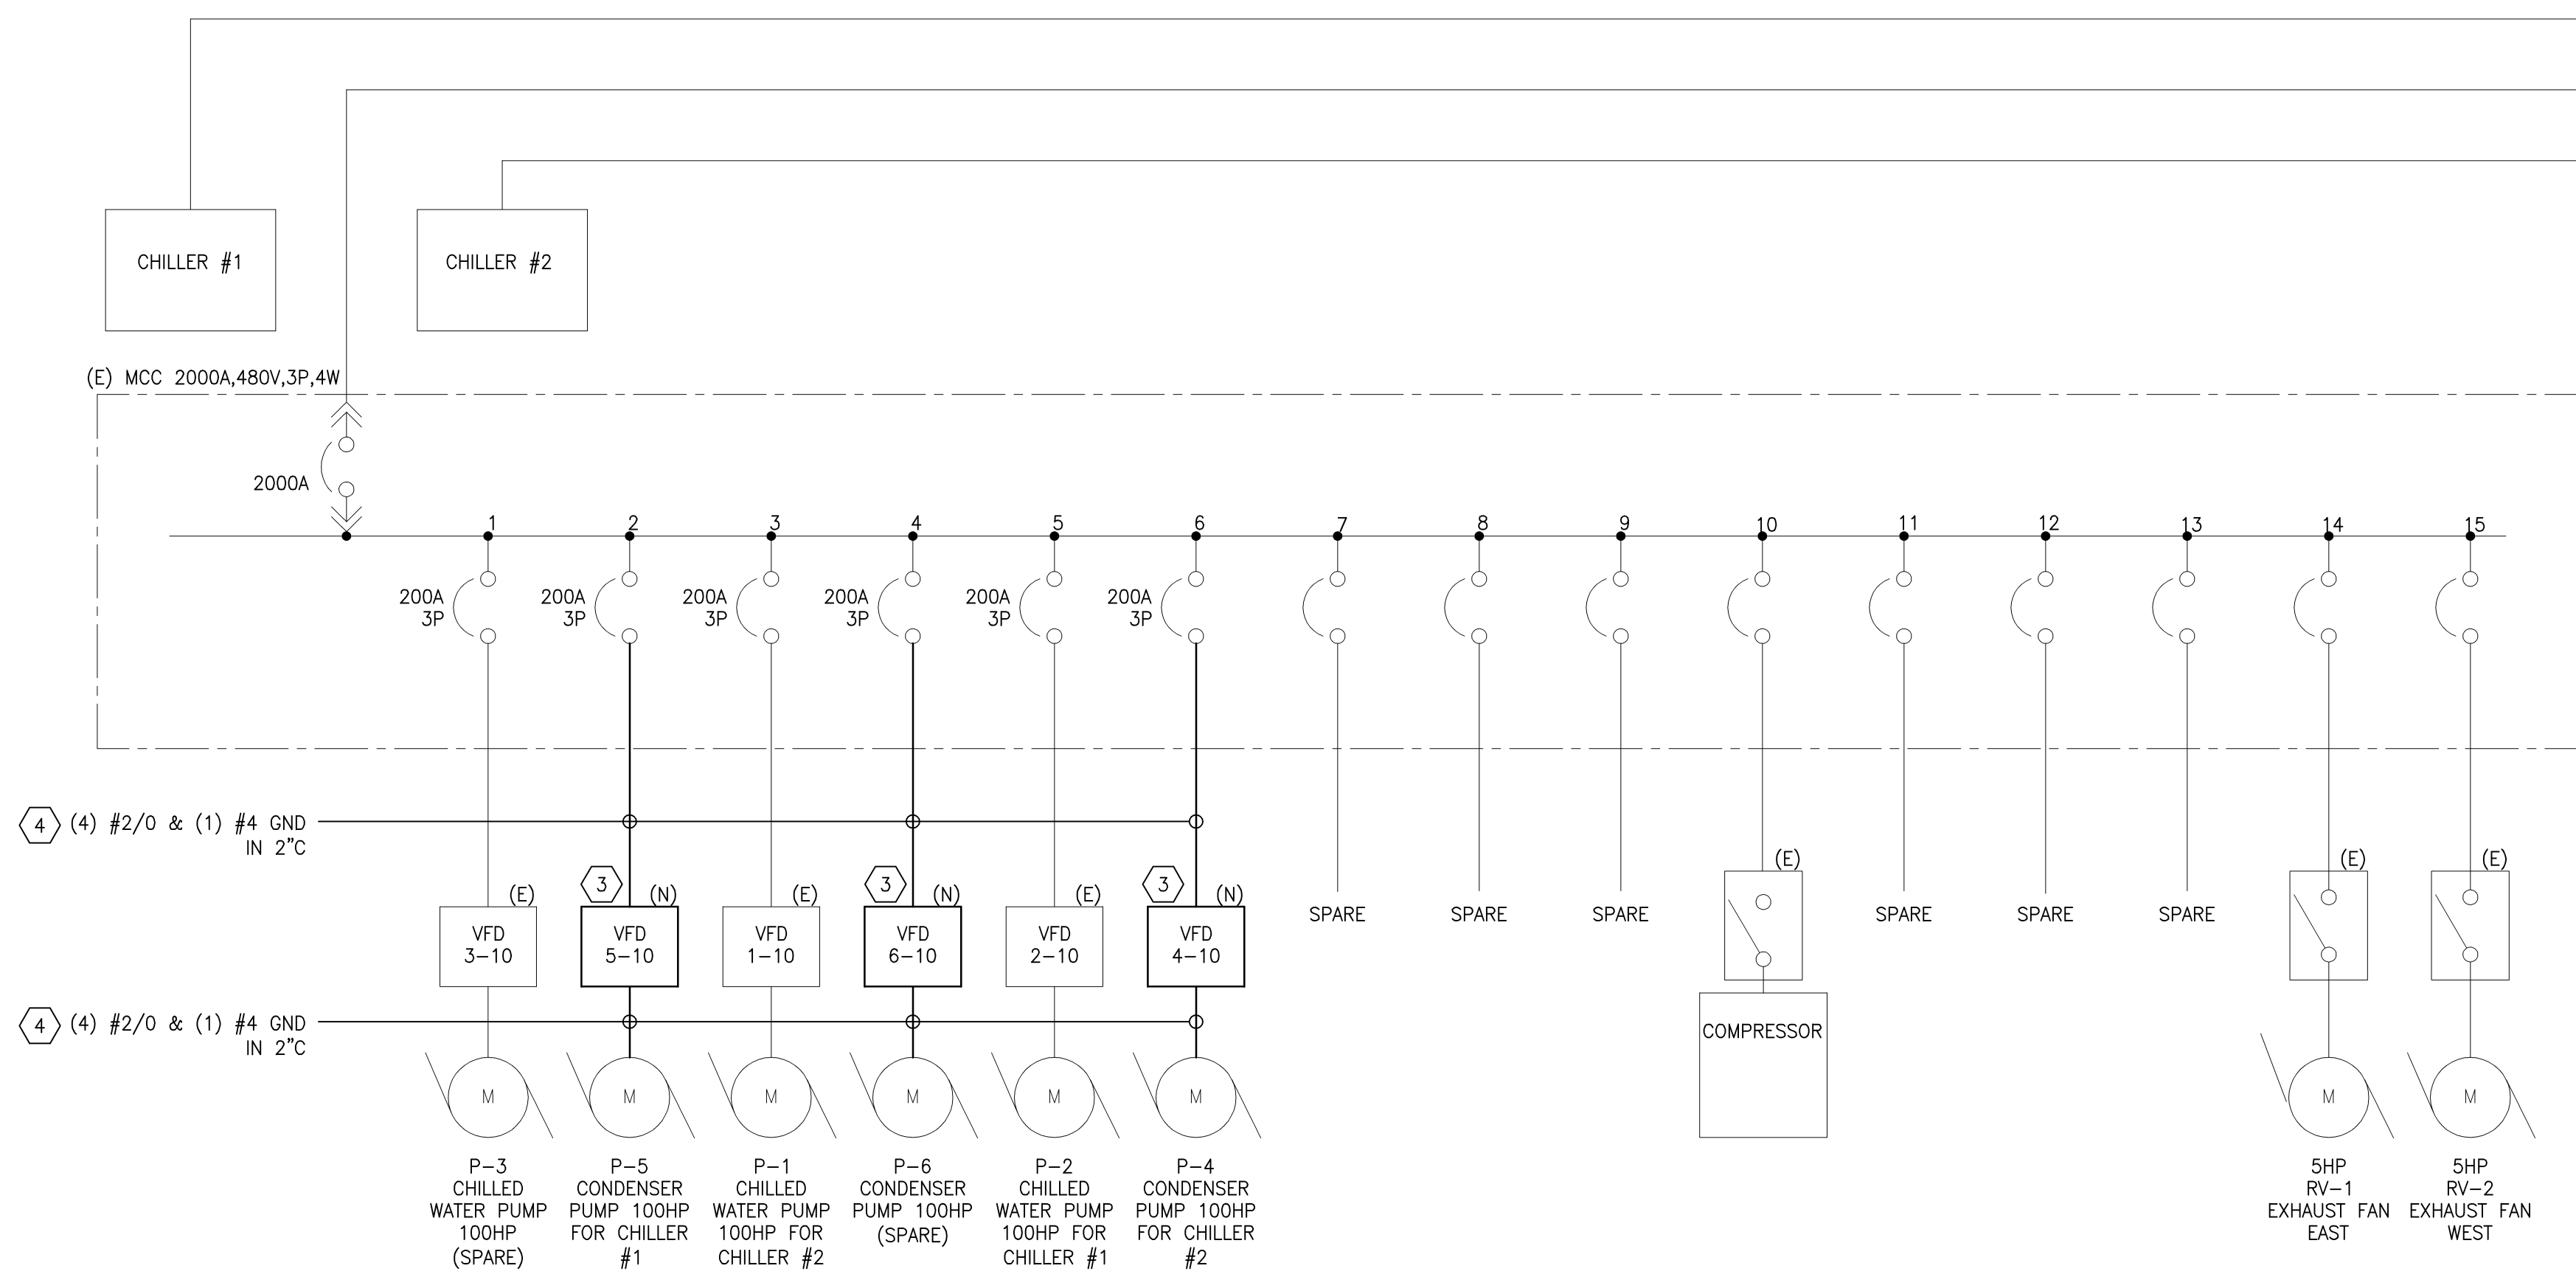 CHILLER #1
CHILLER #2
(E) MCC 2000A,480V,3P,4W
2000A
1 2 3 4 5 6 7 8 9 10 11 12 13 14 15
200A 200A 200A 200A 200A 200A
3P 3P 3P 3P 3P 3P
4 (4) #2/0 & (1) #4 GND
IN 2"C
(E) (E) (E)
3 3 3
(E) (N) (E) (N) (E) (N)
SPARE SPARE SPARE SPARE SPARE SPARE
VFD VFD VFD VFD VFD VFD
3-10 5-10 1-10 6-10 2-10 4-10
4 (4) #2/0 & (1) #4 GND
IN 2"C
COMPRESSOR
M M M M M M M M
P-3
CHILLED
WATER PUMP
100HP
(SPARE)
P-5
CONDENSER
PUMP 100HP
FOR CHILLER
#1
P-1
CHILLED
WATER PUMP
100HP FOR
CHILLER #2
P-6
CONDENSER
PUMP 100HP
(SPARE)
P-2
CHILLED
WATER PUMP
100HP FOR
CHILLER #1
P-4
CONDENSER
PUMP 100HP
FOR CHILLER
#2
5HP
RV-1
EXHAUST FAN
EAST
5HP
RV-2
EXHAUST FAN
WEST